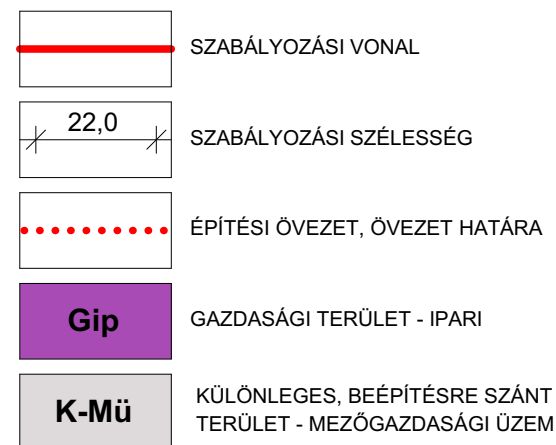 SZABÁLYOZÁSI VONAL
22,0
SZABÁLYOZÁSI SZÉLESSÉG
ÉPÍTÉSI ÖVEZET, ÖVEZET HATÁRA
Gip
GAZDASÁGI TERÜLET - IPARI
K-Mü
KÜLÖNLEGES, BEÉPÍTÉSRE SZÁNT
TERÜLET - MEZŐGAZDASÁGI ÜZEM